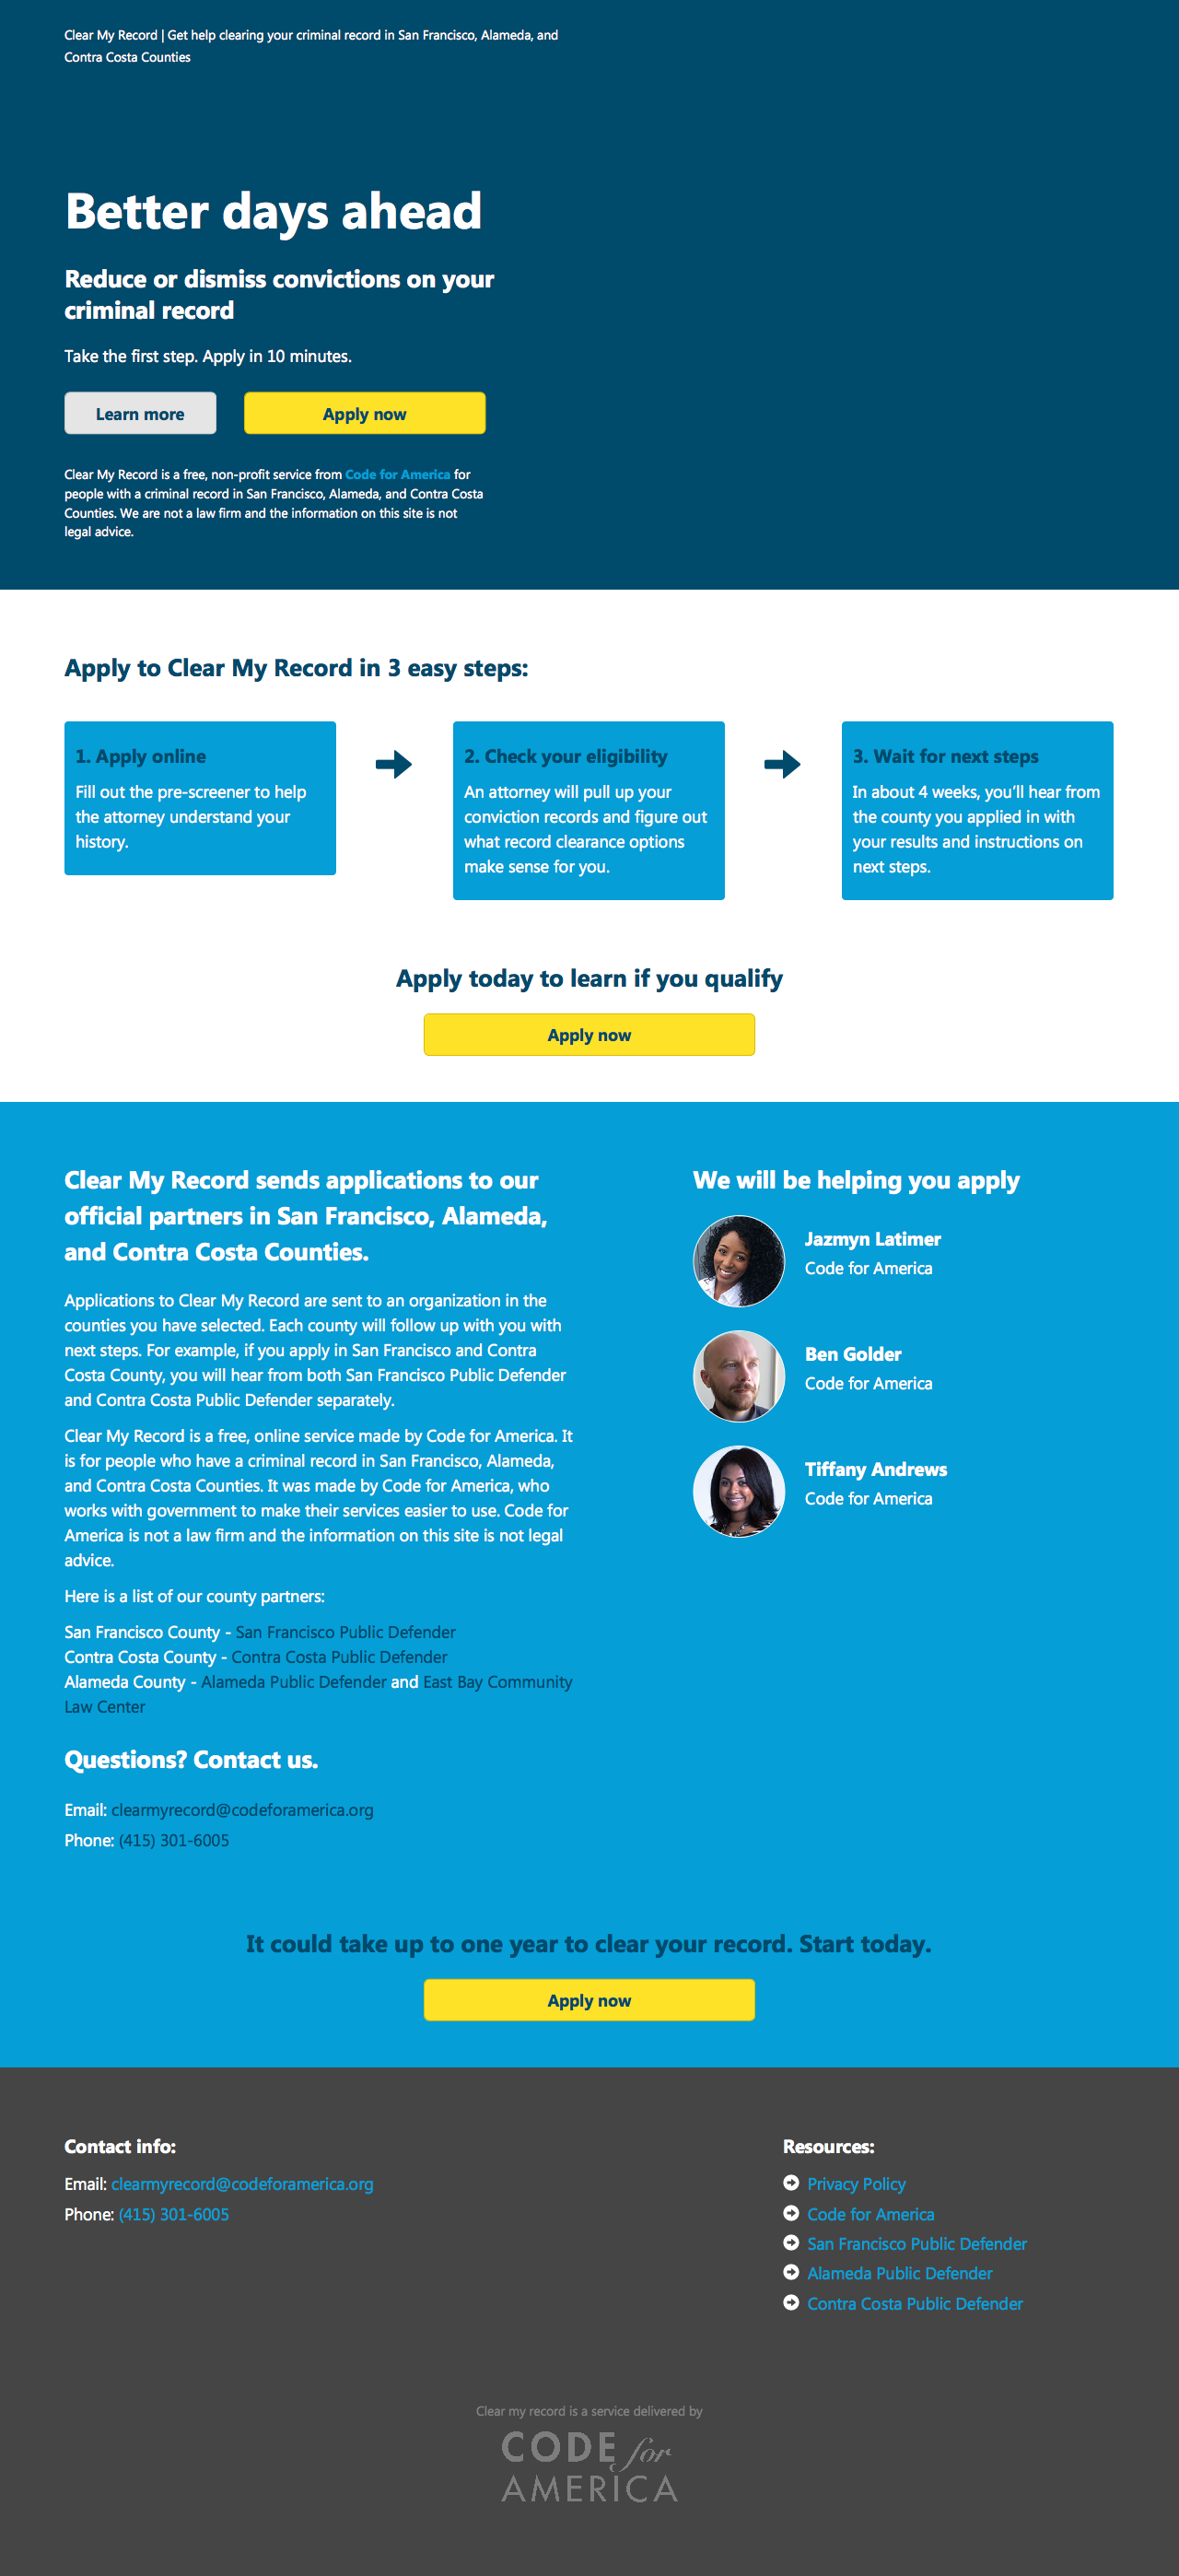 Clear My Record | Get help clearing your criminal record in San Francisco, Alameda, and
Contra Costa Counties
Better days ahead
Reduce or dismiss convictions on your
criminal record
Take the first step. Apply in 10 minutes.
Learn more
Apply now
Clear My Record is a free, non-profit service from Code for America for
people with a criminal record in San Francisco, Alameda, and Contra Costa
Counties. We are not a law firm and the information on this site is not
legal advice.
Apply to Clear My Record in 3 easy steps:
1. Apply online
Fill out the pre-screener to help
the attorney understand your
history.
2. Check your eligibility
An attorney will pull up your
conviction records and figure out
what record clearance options
make sense for you.
3. Wait for next steps
In about 4 weeks, you’ll hear from
the county you applied in with
your results and instructions on
next steps.
Apply today to learn if you qualify
Apply now
Clear My Record sends applications to our
official partners in San Francisco, Alameda,
and Contra Costa Counties.
Applications to Clear My Record are sent to an organization in the
counties you have selected. Each county will follow up with you with
next steps. For example, if you apply in San Francisco and Contra
Costa County, you will hear from both San Francisco Public Defender
and Contra Costa Public Defender separately.
Clear My Record is a free, online service made by Code for America. It
is for people who have a criminal record in San Francisco, Alameda,
and Contra Costa Counties. It was made by Code for America, who
works with government to make their services easier to use. Code for
America is not a law firm and the information on this site is not legal
advice.
Here is a list of our county partners:
San Francisco County - San Francisco Public Defender
Contra Costa County - Contra Costa Public Defender
Alameda County - Alameda Public Defender and East Bay Community
Law Center
Questions? Contact us.
Email: clearmyrecord@codeforamerica.org
Phone: (415) 301-6005
We will be helping you apply
Jazmyn Latimer
Code for America
Ben Golder
Code for America
Tiffany Andrews
Code for America
It could take up to one year to clear your record. Start today.
Apply now
Contact info:
Email: clearmyrecord@codeforamerica.org
Phone: (415) 301-6005
Resources:
Privacy Policy
Code for America
San Francisco Public Defender
Alameda Public Defender
Contra Costa Public Defender
Clear my record is a service delivered by
CODE for
AMERICA